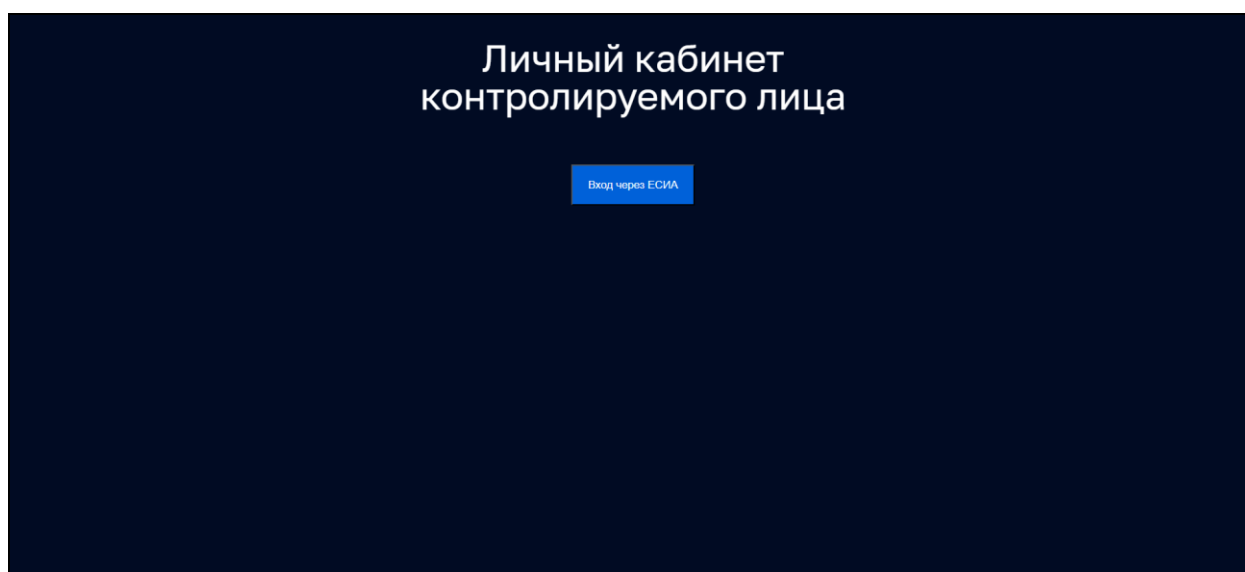 Личный кабинет
контролируемого лица
Вход через ЕСИА